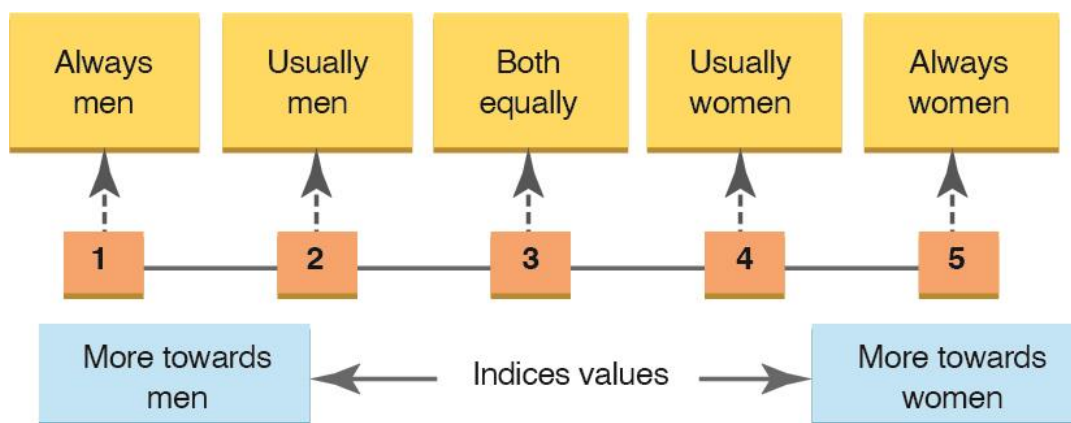 Always
men
Usually
men
Both
equally
Usually
women
Always
women
1
2
3
4
5
More towards
men
Indices values
More towards
women